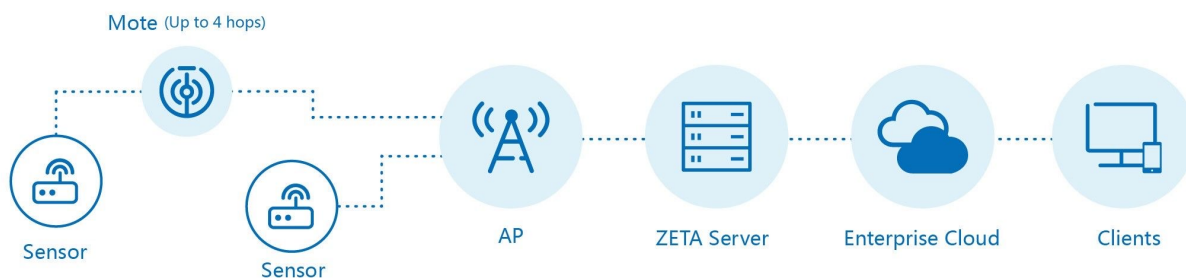 Mote (Up to 4 hops)
Sensor
Sensor
AP
ZETA Server
Enterprise Cloud
Clients